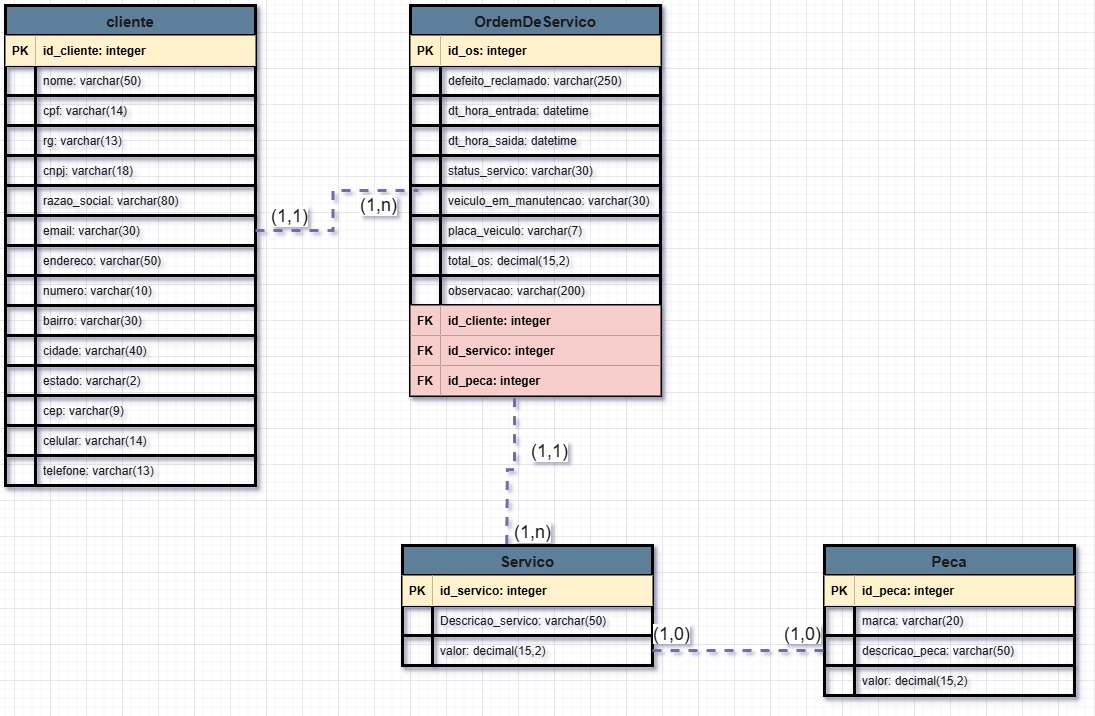 cliente
PK id_cliente: integer
nome: varchar(50)
cpf: varchar(14)
rg: varchar(13)
cnpj: varchar(18)
razao_social: varchar(80)
email: varchar(30)
endereco: varchar(50)
numero: varchar(10)
bairro: varchar(30)
cidade: varchar(40)
estado: varchar(2)
cep: varchar(9)
celular: varchar(14)
telefone: varchar(13)
(1,1)
(1,n)
OrdemDeServico
PK id_os: integer
defeito_reclamado: varchar(250)
dt_hora_entrada: datetime
dt_hora_saida: datetime
status_servico: varchar(30)
veiculo_em_manutencao: varchar(30)
placa_veiculo: varchar(7)
total_os: decimal(15,2)
observacao: varchar(200)
FK id_cliente: integer
FK id_servico: integer
FK id_peca: integer
(1,1)
(1,n)
Servico
PK id_servico: integer
Descricao_servico: varchar(50)
valor: decimal(15,2)
(1,0)
(1,0)
Peca
PK id_peca: integer
marca: varchar(20)
descricao_peca: varchar(50)
valor: decimal(15,2)